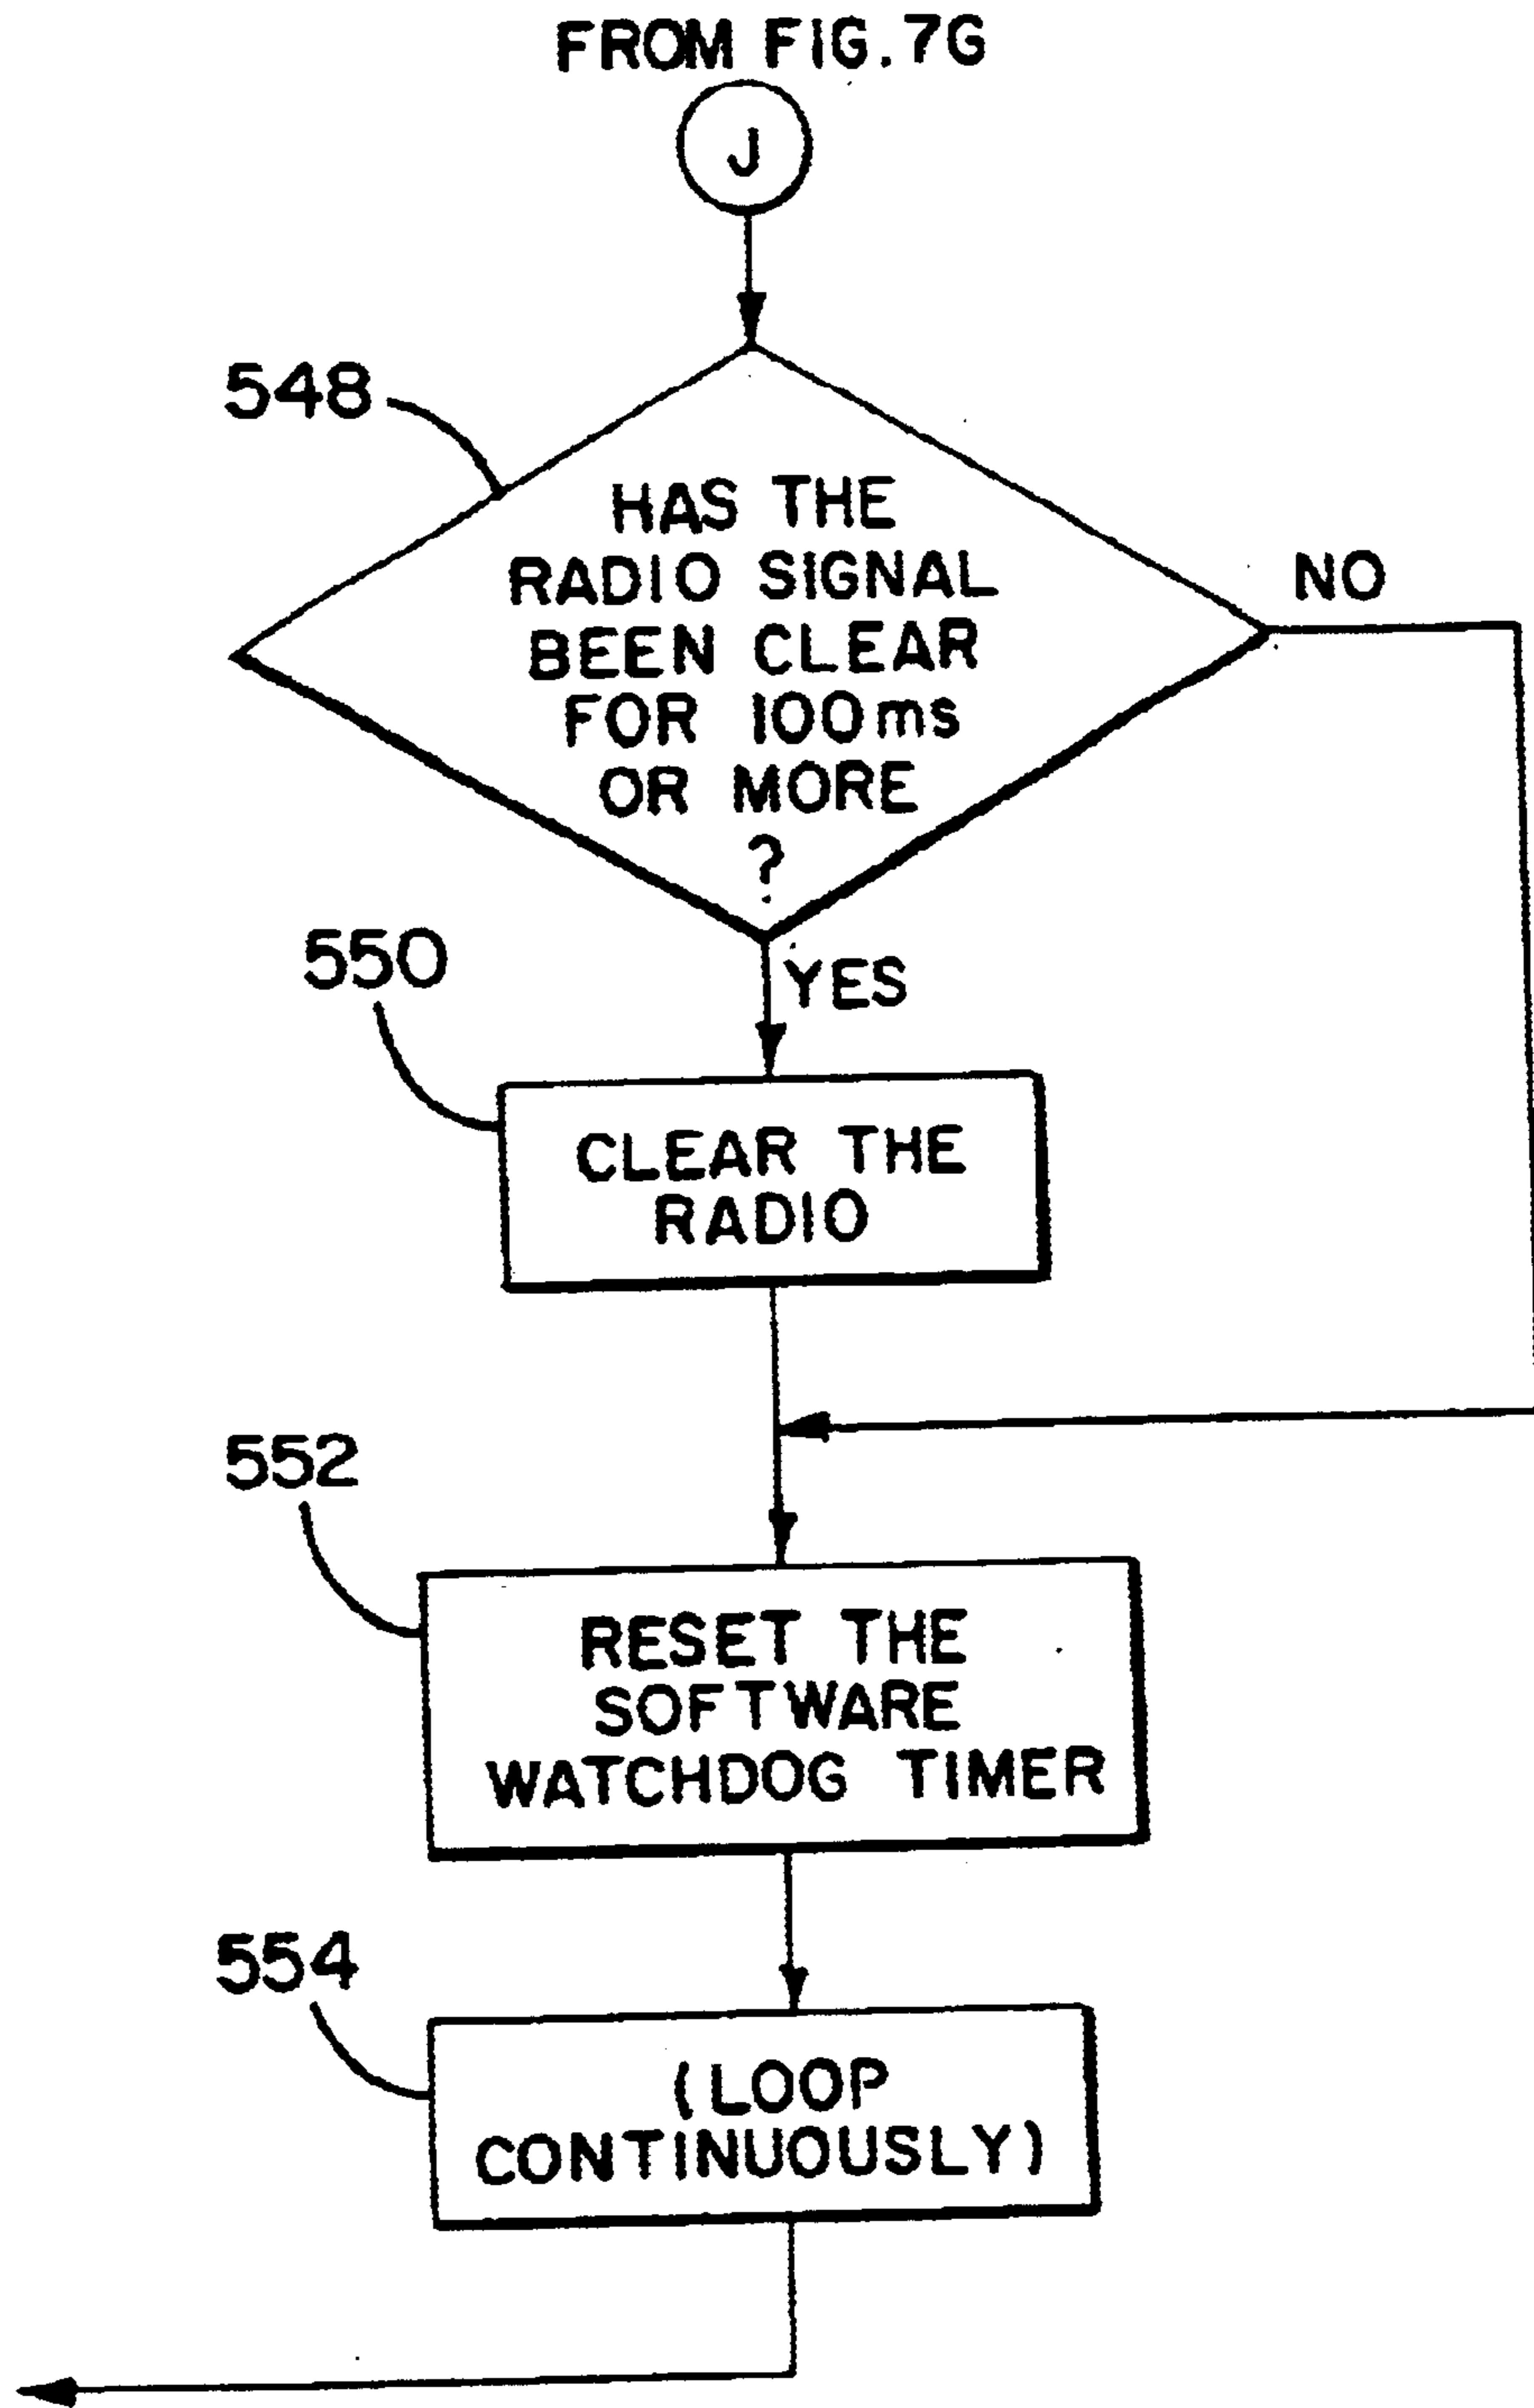 FROM FIG. 7G
J
548
HAS THE
RADIO SIGNAL
BEEN CLEAR
FOR 100ms
OR MORE
?
NO
YES
550
CLEAR THE
RADIO
552
RESET THE
SOFTWARE
WATCHDOG TIMER
554
(LOOP
CONTINUOUSLY)